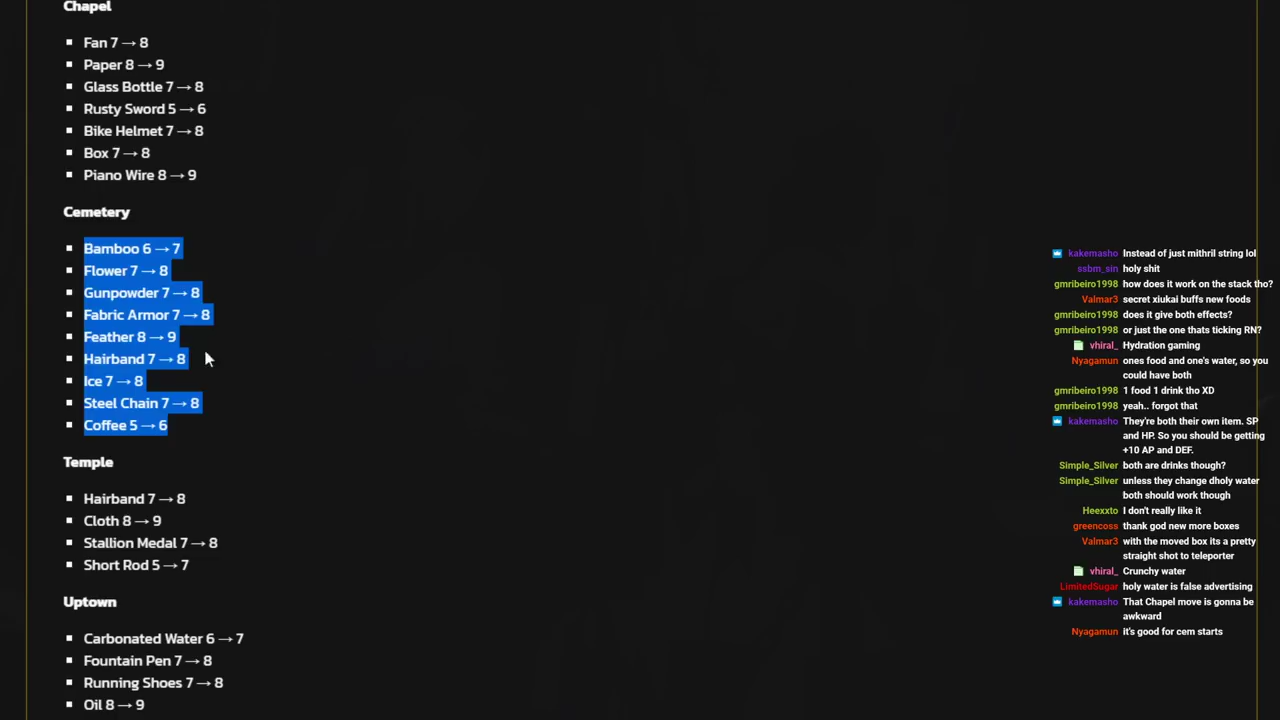 Chapel
Fan 7 → 8
Paper 8 → 9
Glass Bottle 7 → 8
Rusty Sword 5 → 6
Bike Helmet 7 → 8
Box 7 → 8
Piano Wire 8 → 9
Cemetery
Bamboo 6 → 7
Flower 7 → 8
Gunpowder 7 → 8
Fabric Armor 7 → 8
Feather 8 → 9
Hairband 7 → 8
Ice 7 → 8
Steel Chain 7 → 8
Coffee 5 → 6
Temple
Hairband 7 → 8
Cloth 8 → 9
Stallion Medal 7 → 8
Short Rod 5 → 7
Uptown
Carbonated Water 6 → 7
Fountain Pen 7 → 8
Running Shoes 7 → 8
Oil 8 → 9
kakemasho Instead of just mithril string lol
ssbm_sin holy shit
gmribeiro1998 how does it work on the stack tho?
Valmar3 secret xiukai buffs new foods
gmribeiro1998 does it give both effects?
gmribeiro1998 or just the one thats ticking RN?
vhiral_ Hydration gaming
Nyagamun ones food and one's water, so you
could have both
gmribeiro1998 1 food 1 drink tho XD
gmribeiro1998 yeah.. forgot that
kakemasho They're both their own item. SP
and HP. So you should be getting
+10 AP and DEF.
Simple_Silver both are drinks though?
Simple_Silver unless they change dholy water
both should work though
Heexxto I don't really like it
greencoss thank god new more boxes
Valmar3 with the moved box its a pretty
straight shot to teleporter
vhiral_ Crunchy water
LimitedSugar holy water is false advertising
kakemasho That Chapel move is gonna be
awkward
Nyagamun it's good for cem starts